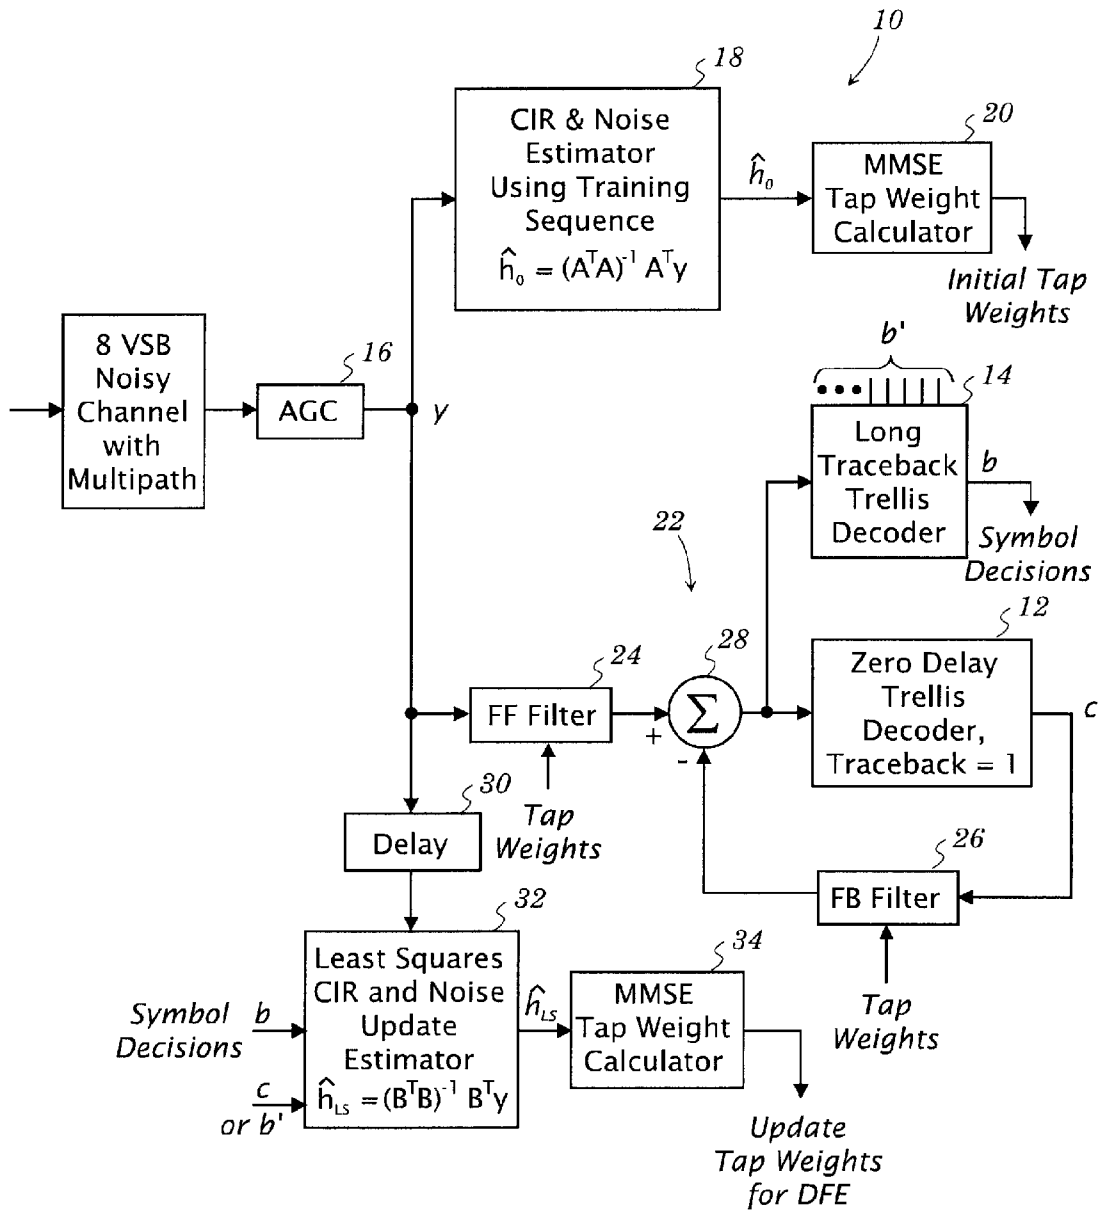 10
18
CIR & Noise
Estimator
Using Training
Sequence
ĥ₀ = (AᵀA)⁻¹ Aᵀy
ĥ₀
20
MMSE
Tap Weight
Calculator
Initial Tap
Weights
8 VSB
Noisy
Channel
with
Multipath
16
AGC
y
b'
14
Long
Traceback
Trellis
Decoder
b
Symbol
Decisions
22
12
Zero Delay
Trellis
Decoder,
Traceback = 1
c
28
Σ
+
-
24
FF Filter
Tap
Weights
30
Delay
26
FB Filter
Tap
Weights
32
Least Squares
CIR and Noise
Update
Estimator
ĥLS = (BᵀB)⁻¹ Bᵀy
Symbol
Decisions
b
c
or b'
ĥLS
34
MMSE
Tap Weight
Calculator
Update
Tap Weights
for DFE